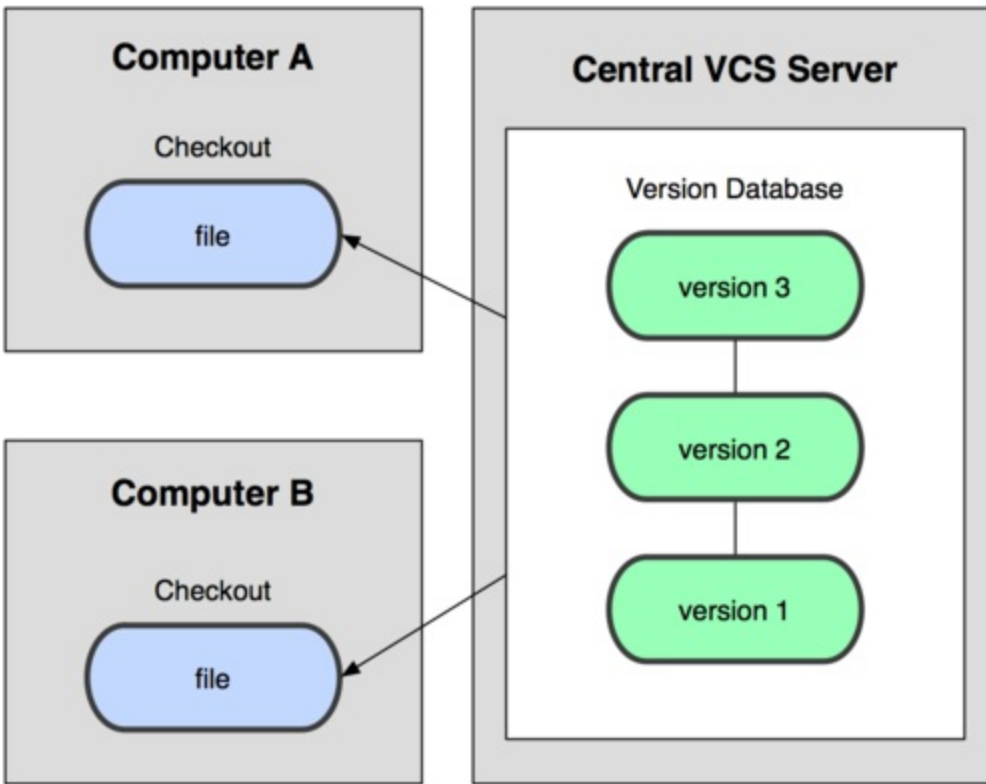 Computer A
Checkout
file
Computer B
Checkout
file
Central VCS Server
Version Database
version 3
version 2
version 1